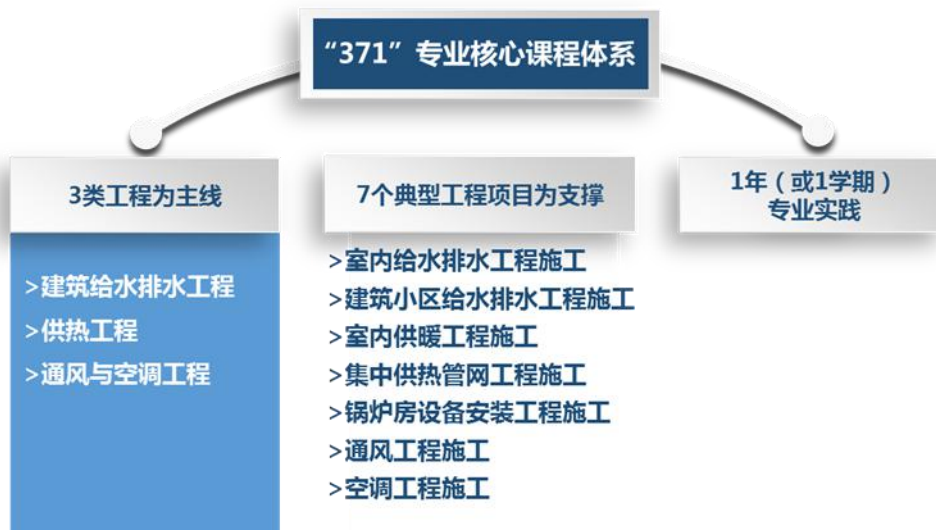 “371”专业核心课程体系
3类工程为主线
>建筑给水排水工程
>供热工程
>通风与空调工程
7个典型工程项目为支撑
>室内给水排水工程施工
>建筑小区给水排水工程施工
>室内供暖工程施工
>集中供热管网工程施工
>锅炉房设备安装工程施工
>通风工程施工
>空调工程施工
1年（或1学期）
专业实践